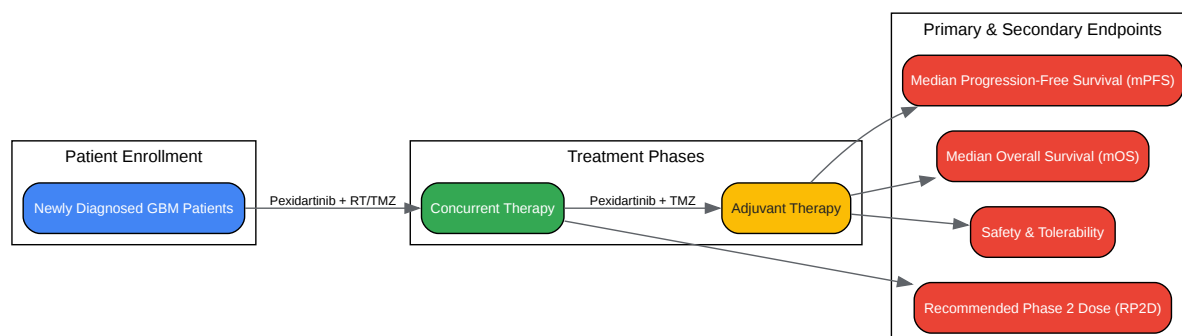 Patient Enrollment
Newly Diagnosed GBM Patients
Pexidartinib + RT/TMZ
Treatment Phases
Concurrent Therapy
Pexidartinib + TMZ
Adjuvant Therapy
Primary & Secondary Endpoints
Median Progression-Free Survival (mPFS)
Median Overall Survival (mOS)
Safety & Tolerability
Recommended Phase 2 Dose (RP2D)